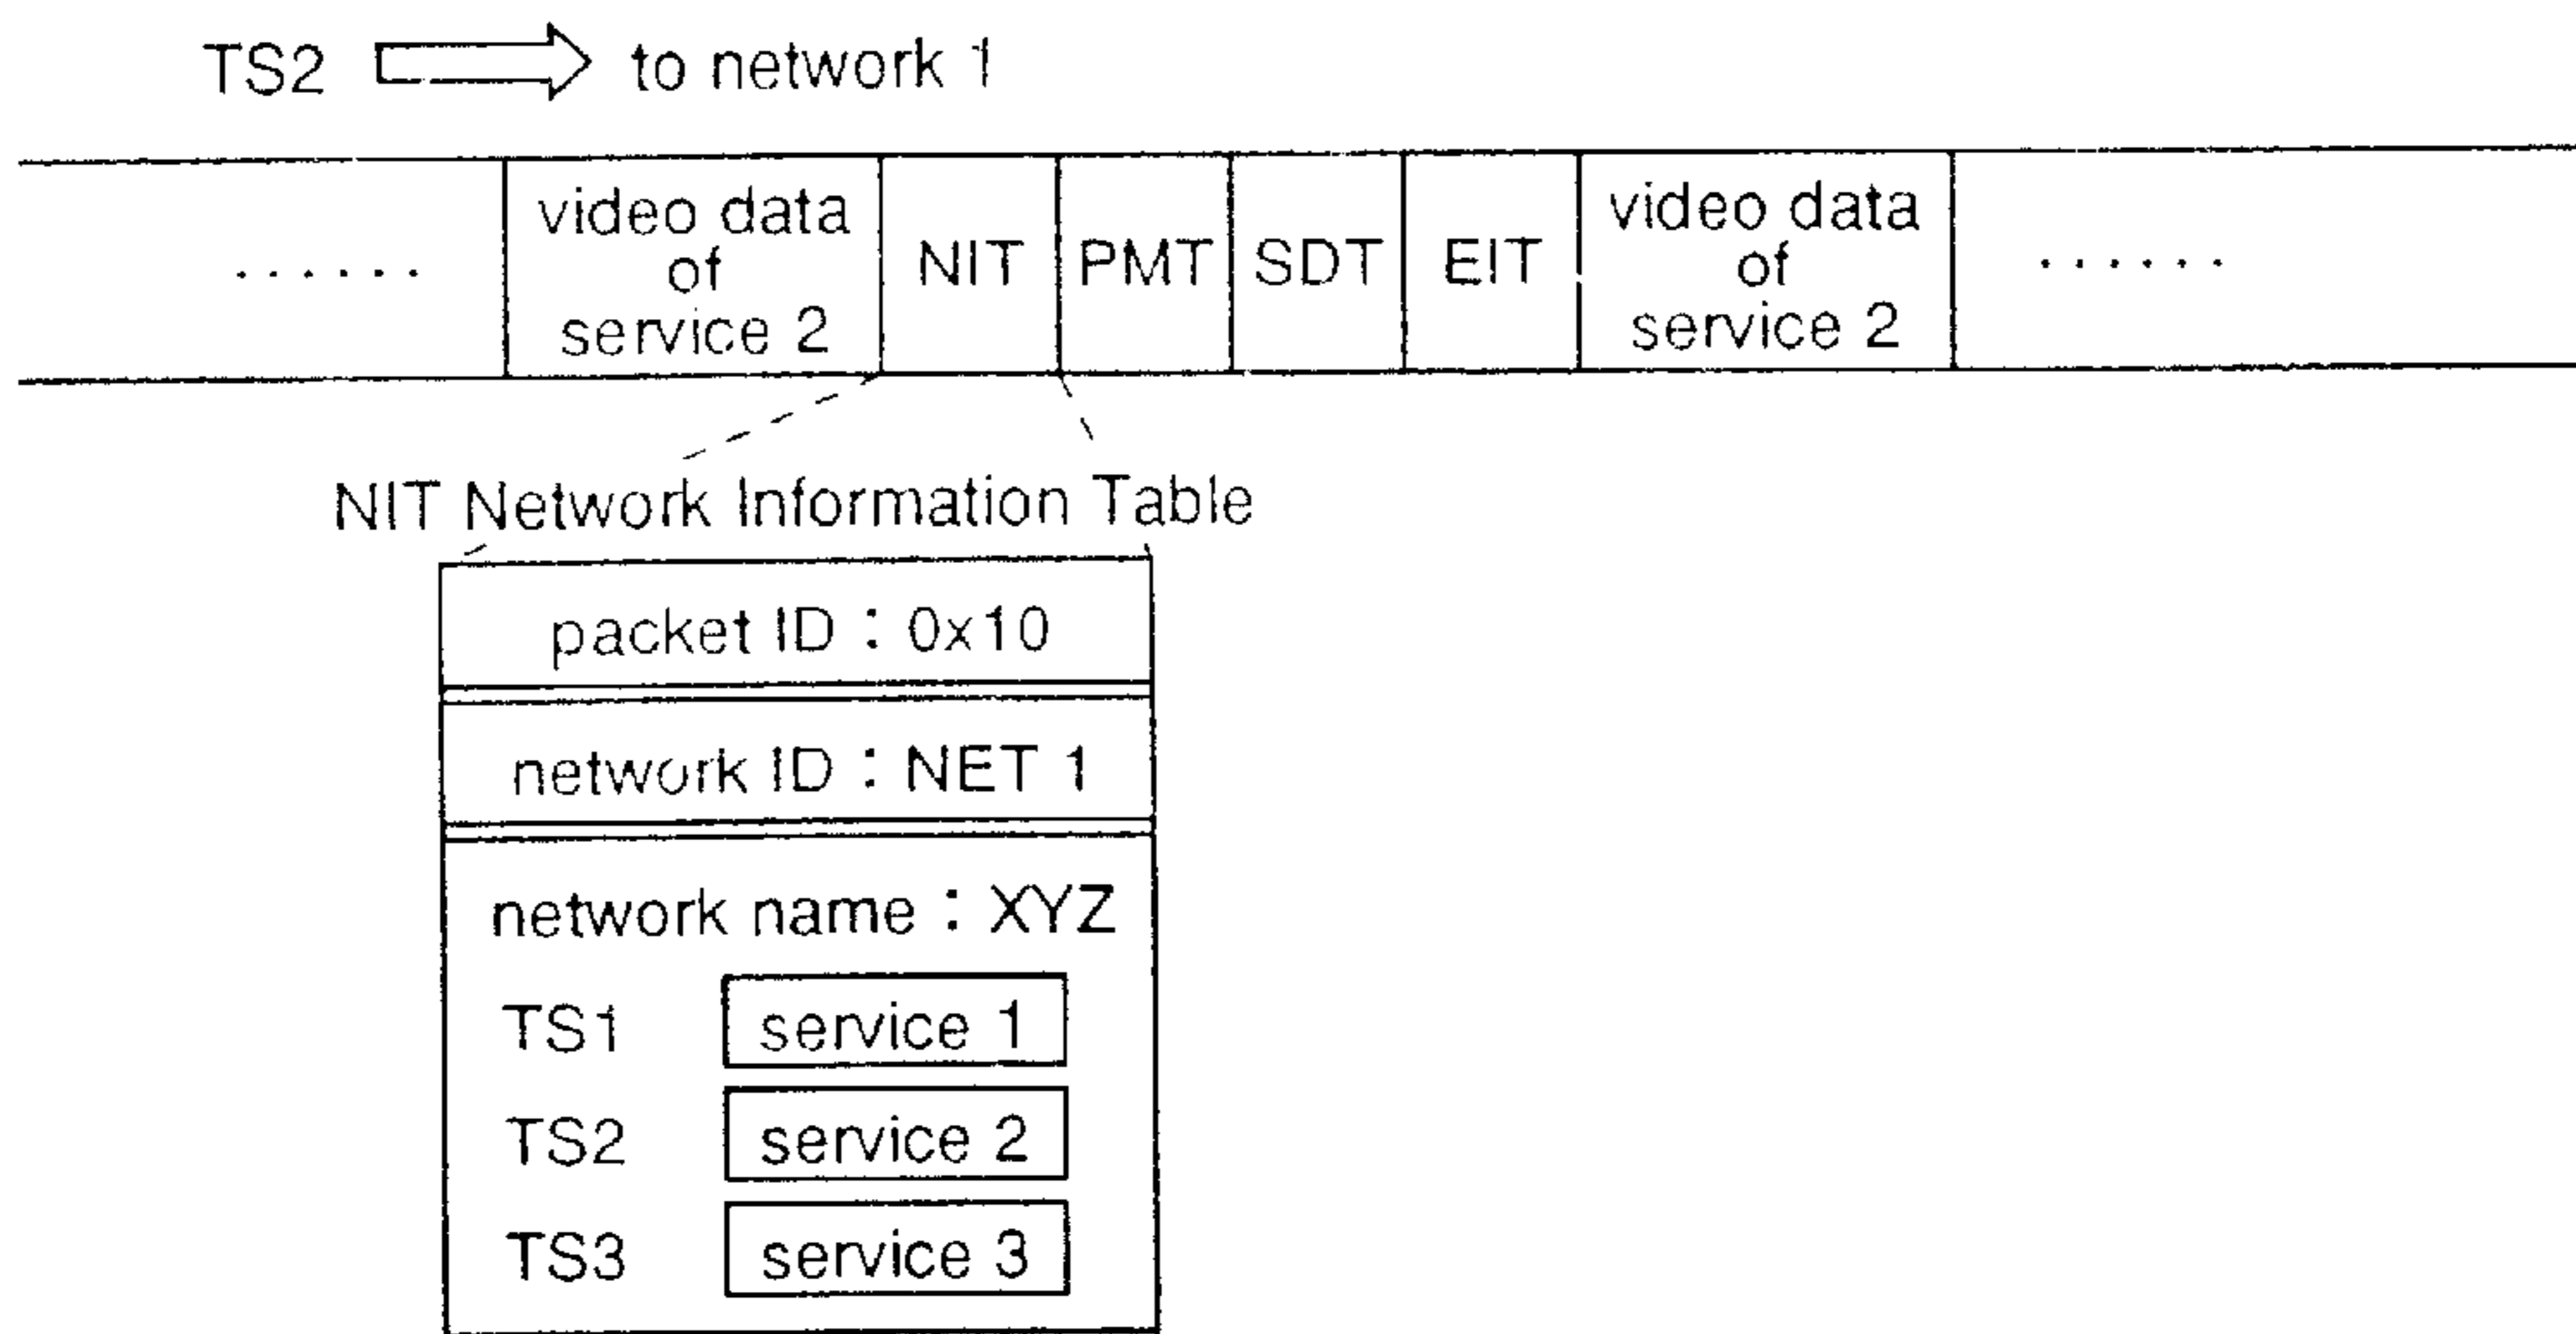 TS2 to network 1
...... video data of service 2 NIT PMT SDT EIT video data of service 2 ......
NIT Network Information Table
packet ID : 0x10
network ID : NET 1
network name : XYZ
TS1 service 1
TS2 service 2
TS3 service 3